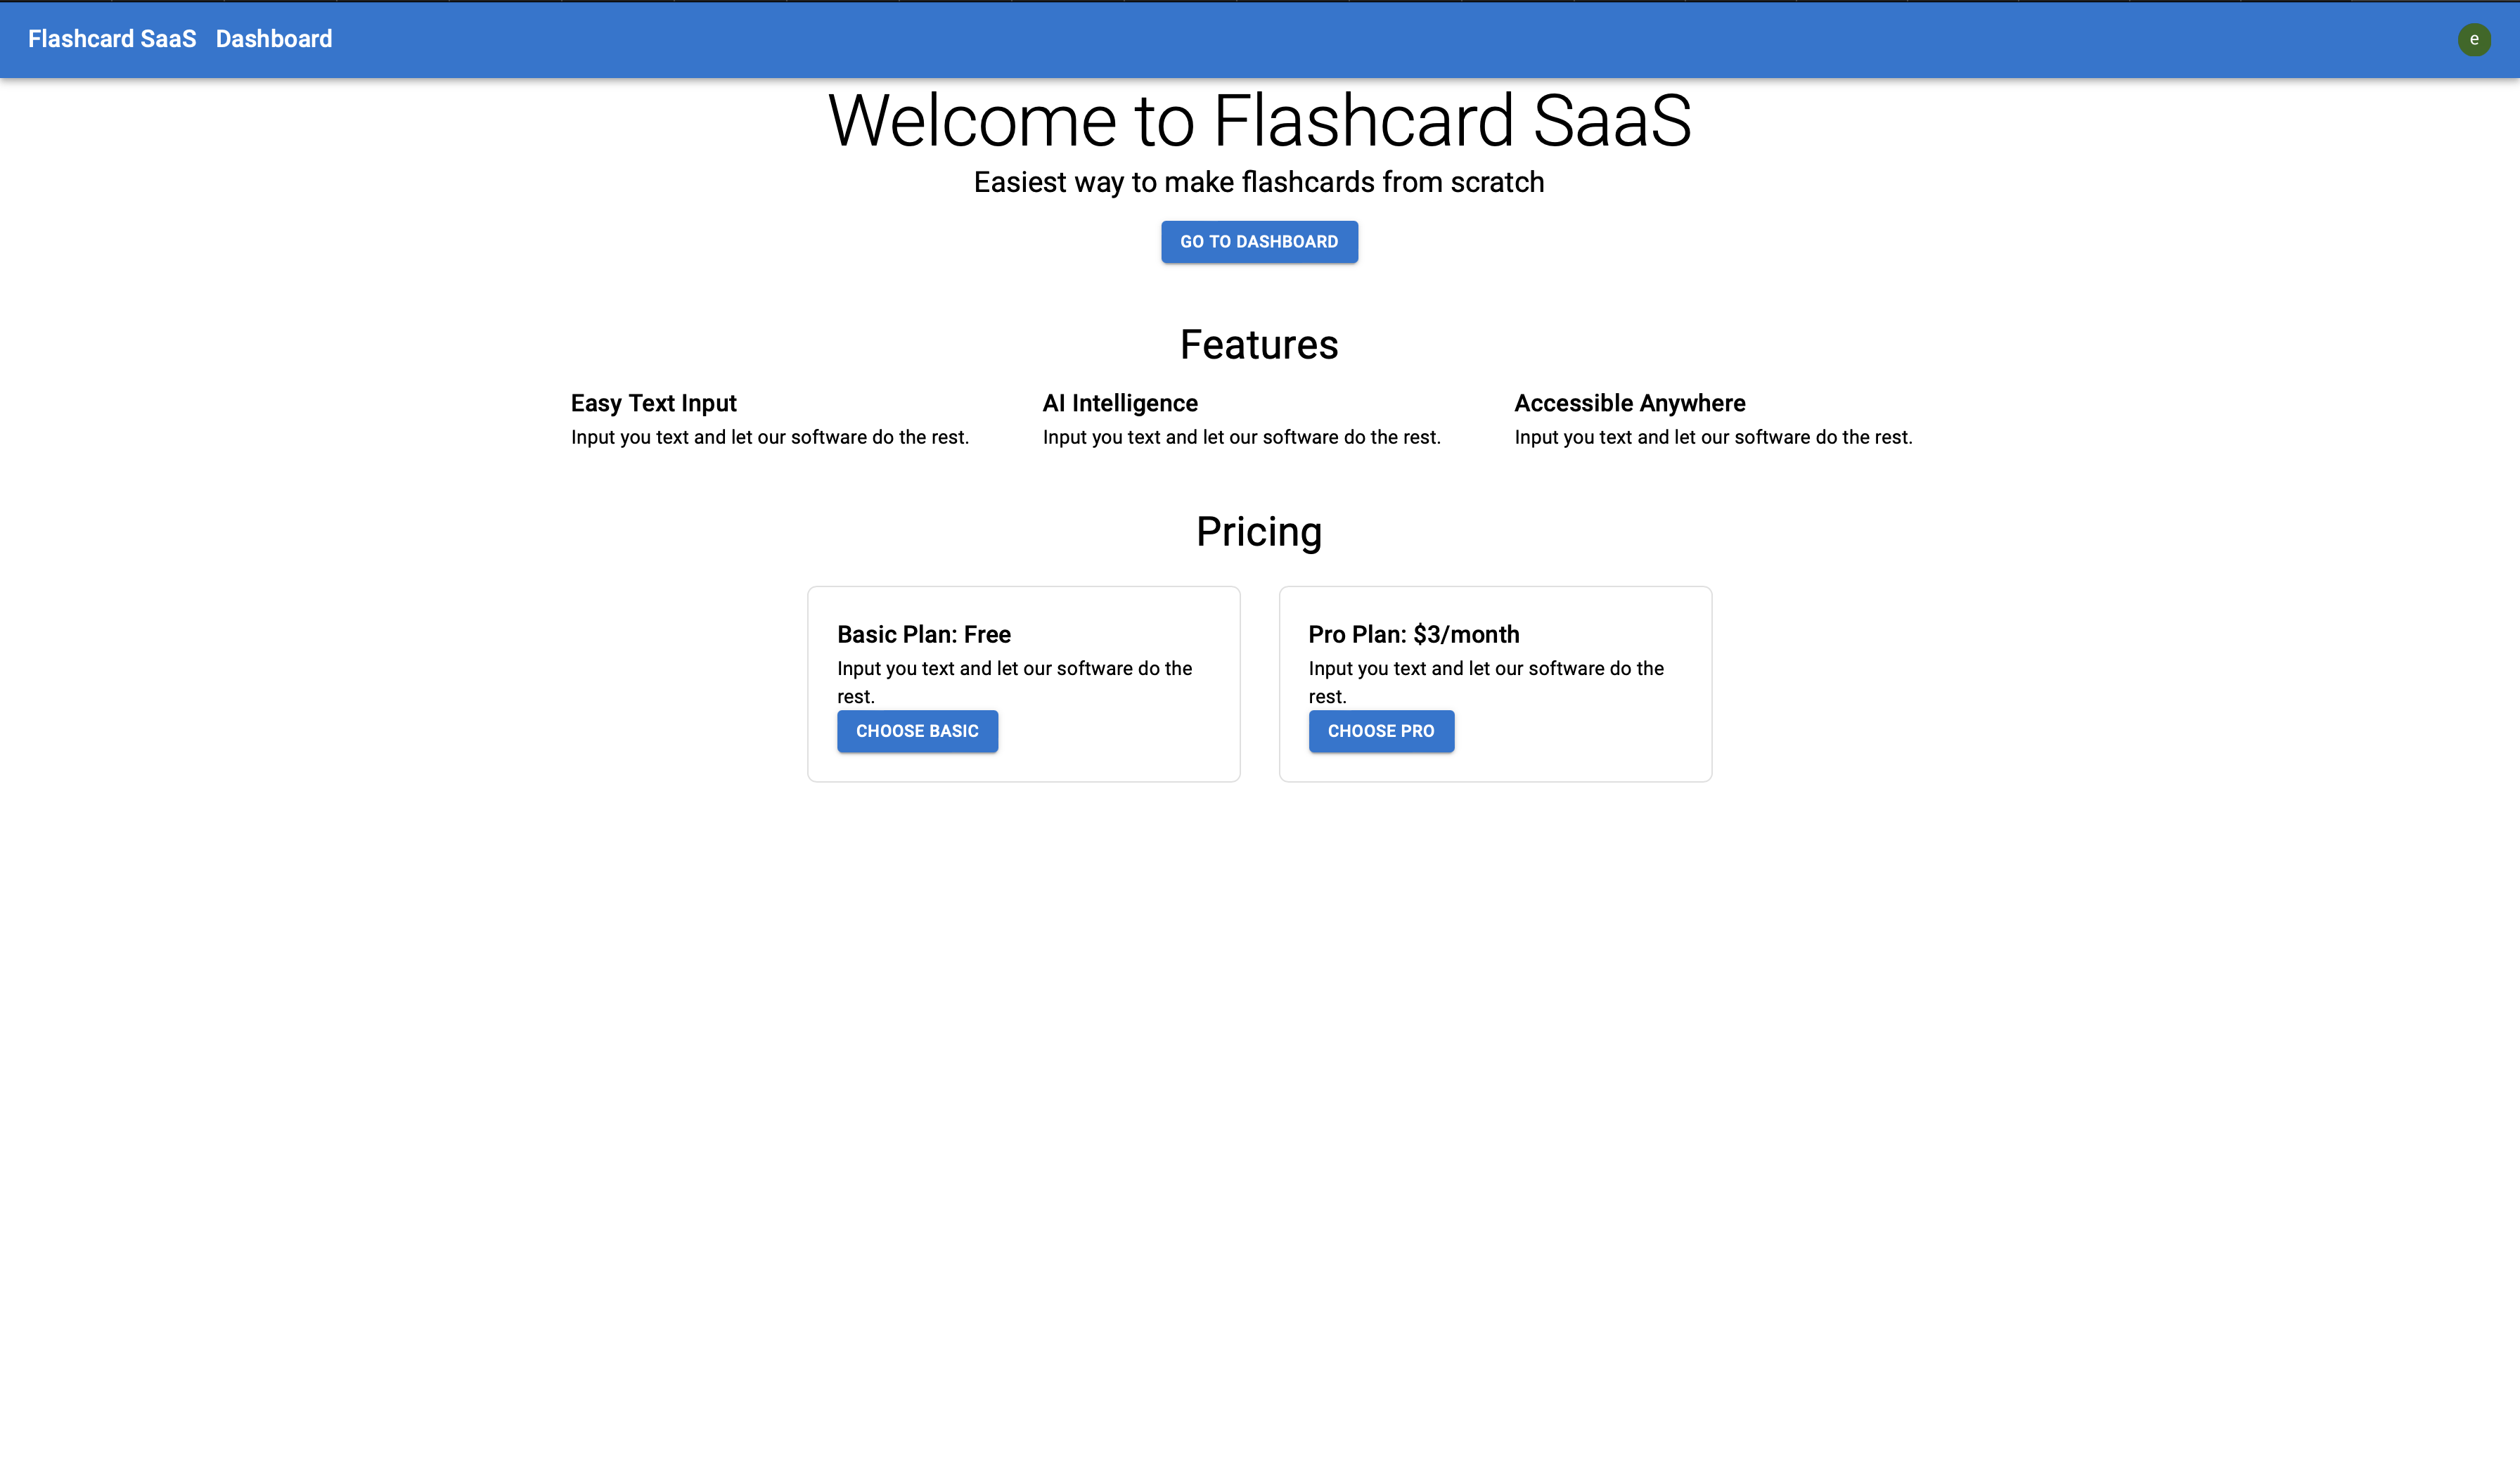 Flashcard SaaS Dashboard e
Welcome to Flashcard SaaS
Easiest way to make flashcards from scratch
GO TO DASHBOARD
Features
Easy Text Input
Input you text and let our software do the rest.
AI Intelligence
Input you text and let our software do the rest.
Accessible Anywhere
Input you text and let our software do the rest.
Pricing
Basic Plan: Free
Input you text and let our software do the
rest.
CHOOSE BASIC
Pro Plan: $3/month
Input you text and let our software do the
rest.
CHOOSE PRO